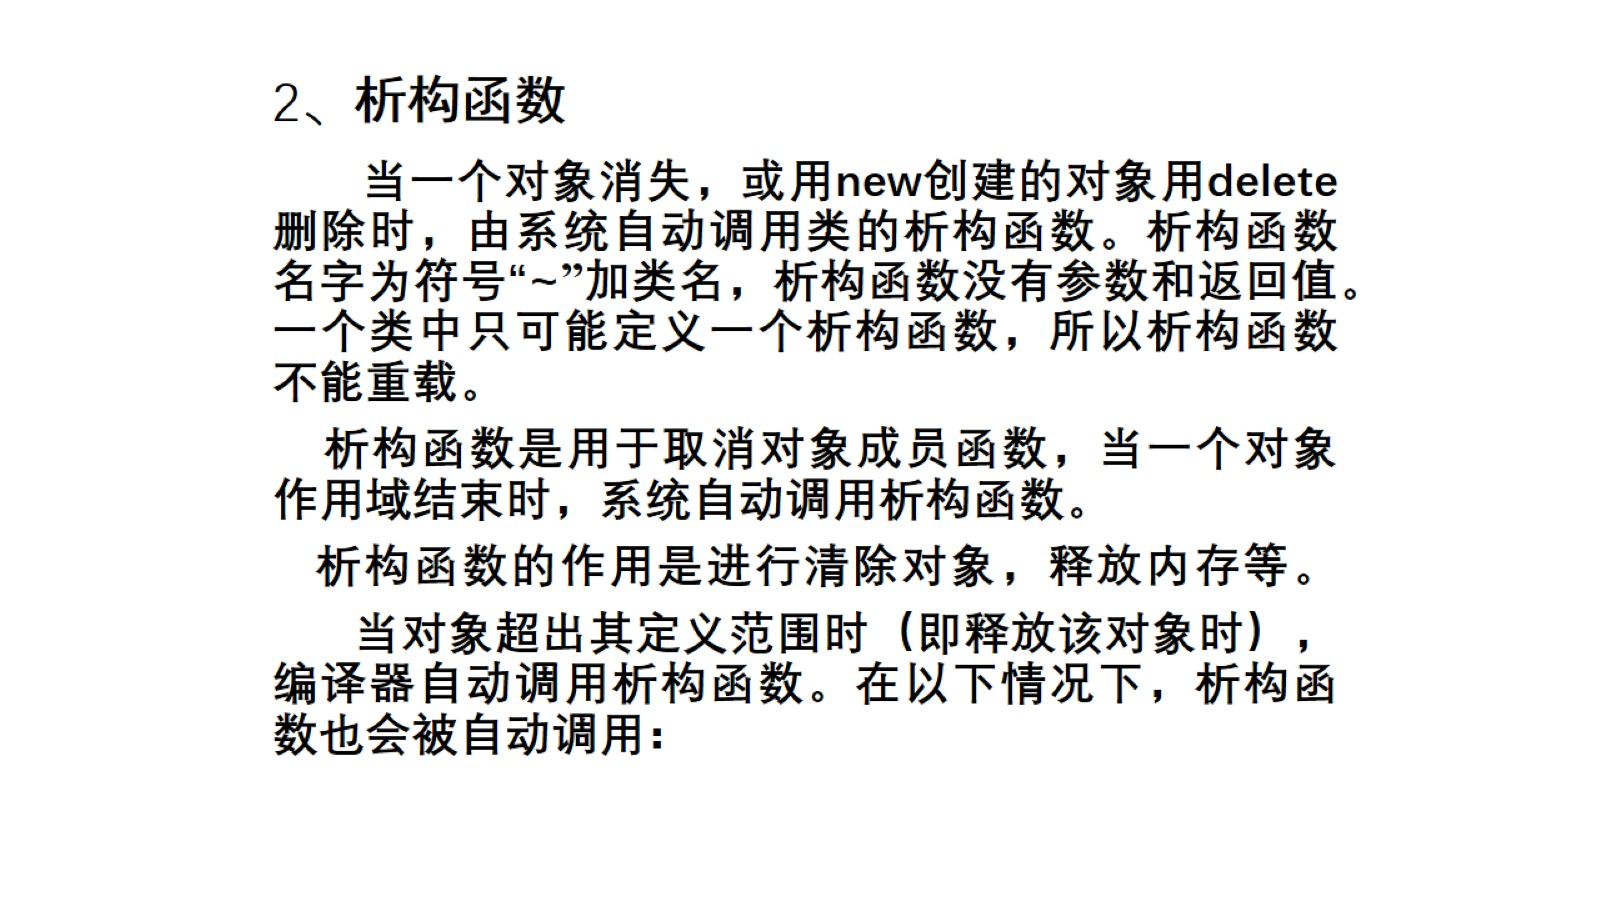 2、析构函数
当一个对象消失，或用new创建的对象用delete
删除时，由系统自动调用类的析构函数。析构函数
名字为符号“~”加类名，析构函数没有参数和返回值。
一个类中只可能定义一个析构函数，所以析构函数
不能重载。
析构函数是用于取消对象成员函数，当一个对象
作用域结束时，系统自动调用析构函数。
析构函数的作用是进行清除对象，释放内存等。
当对象超出其定义范围时（即释放该对象时），
编译器自动调用析构函数。在以下情况下，析构函
数也会被自动调用：